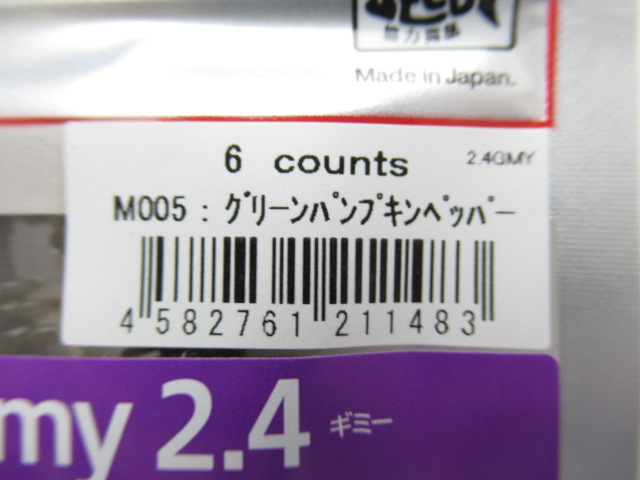 Made in Japan.
6 counts
2.4GMY
M005 : ｸﾞﾘｰﾝﾊﾟﾝﾌﾟｷﾝﾍﾟｯﾊﾟｰ
4 582761 211483
my 2.4 ギミー